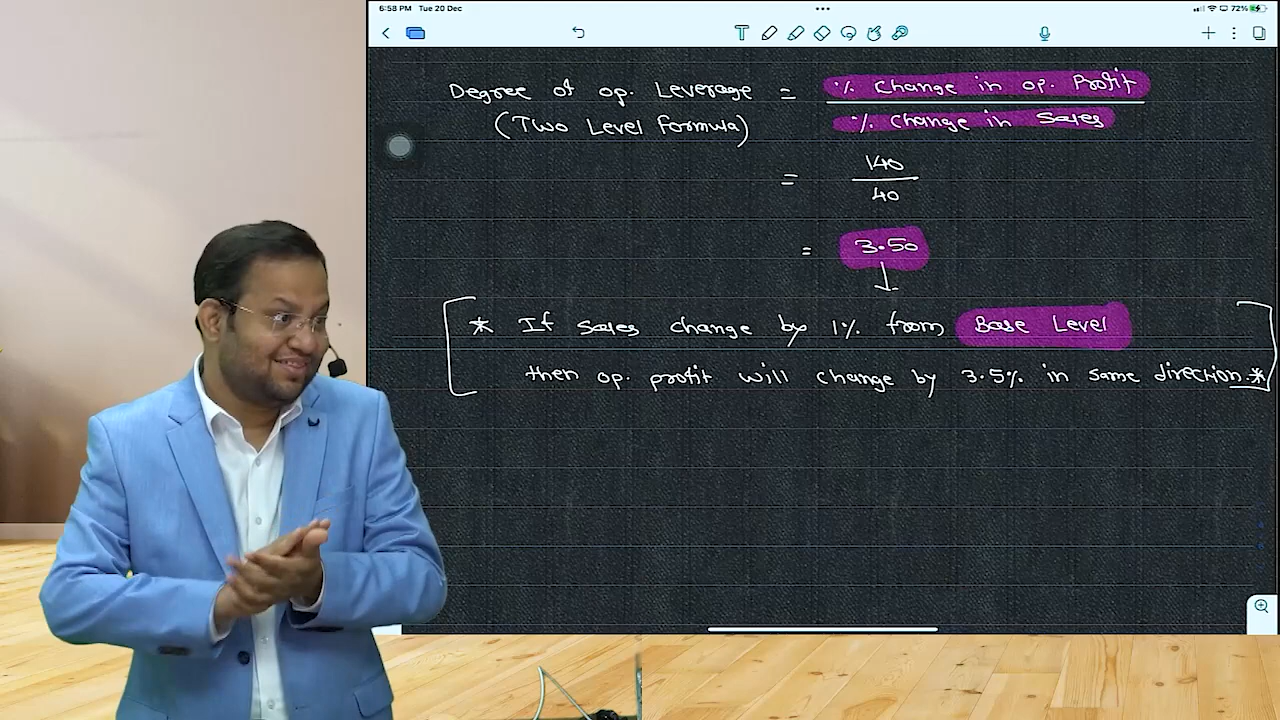 6:58 PM Tue 20 Dec
72%
Degree of op. Leverage = % Change in op. Profit
(Two Level Formula) % Change in Sales
= 140
40
= 3.50
* If Sales change by 1% from Base Level
then op. profit will change by 3.5% in same direction.*